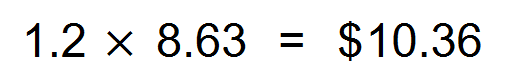 1.2 × 8.63 = $10.36